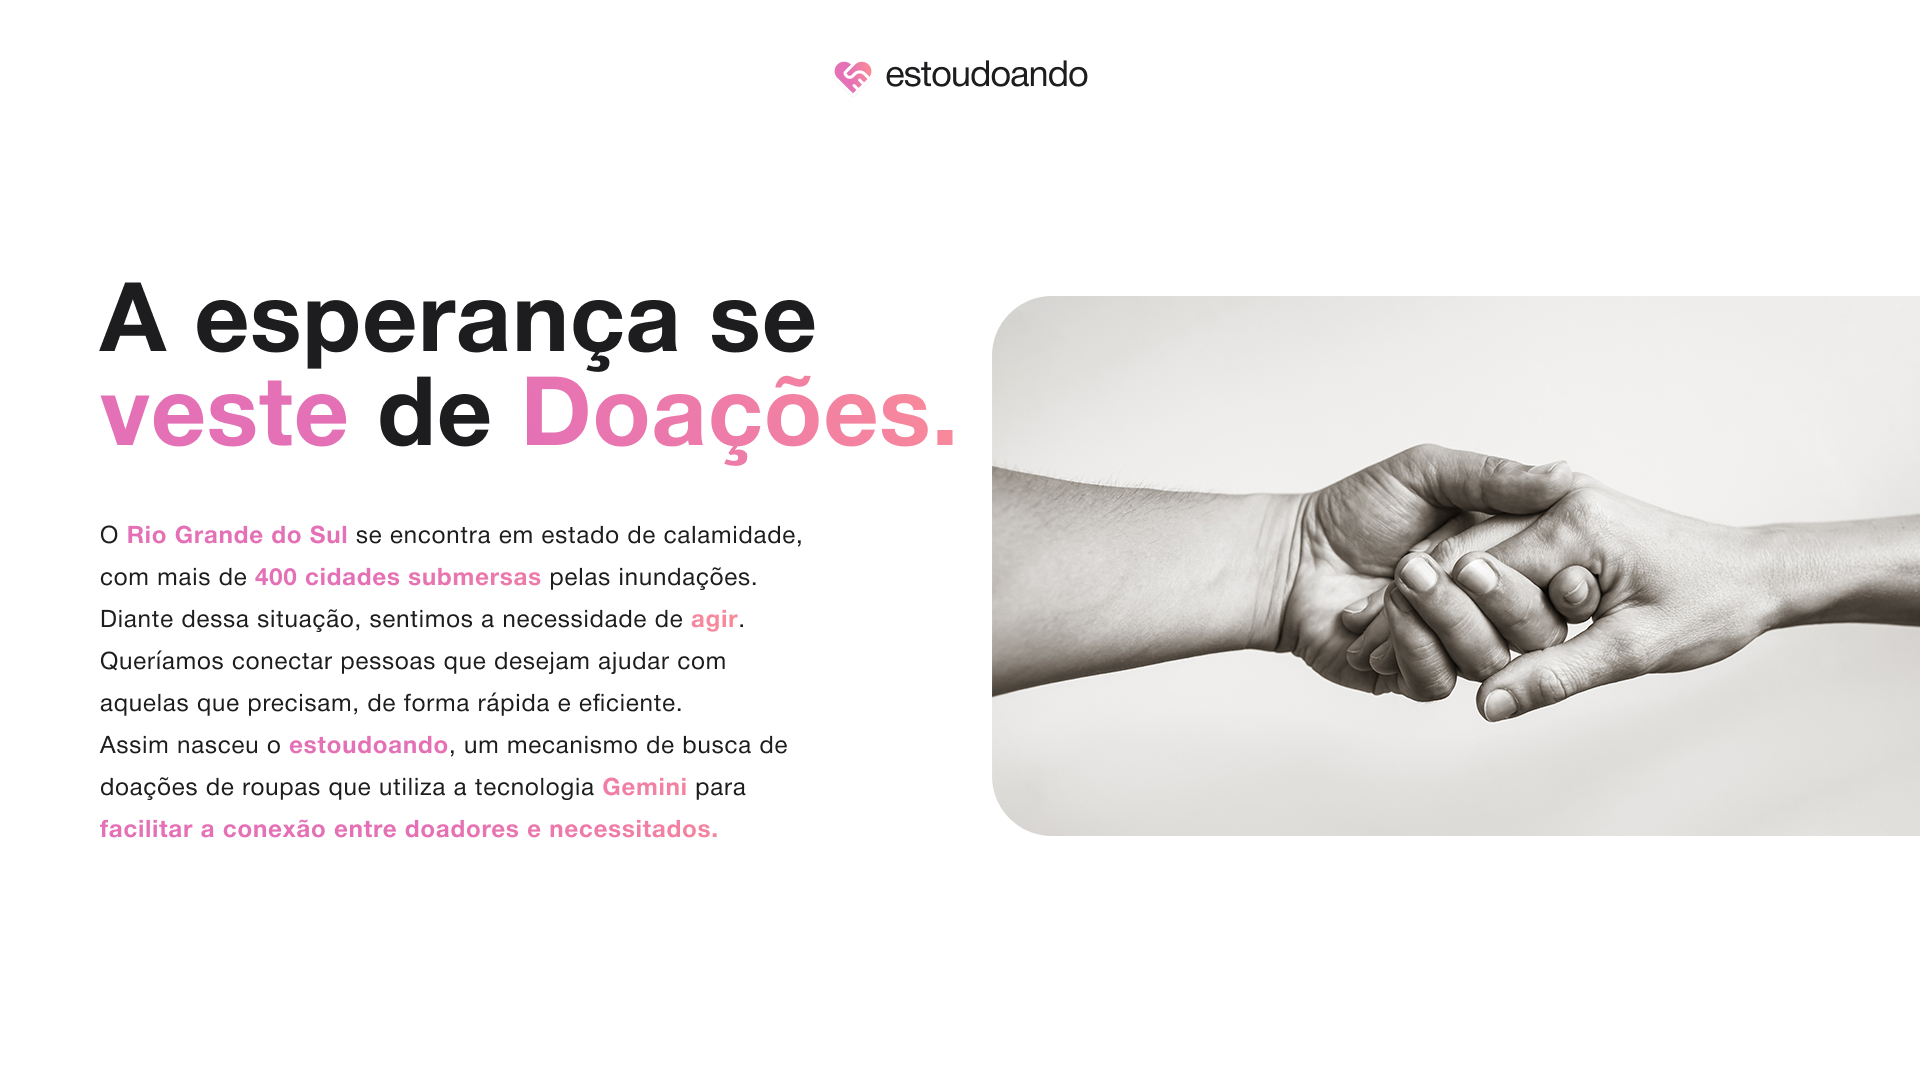 estoudoando
A esperança se
veste de Doações.
O Rio Grande do Sul se encontra em estado de calamidade,
com mais de 400 cidades submersas pelas inundações.
Diante dessa situação, sentimos a necessidade de agir.
Queríamos conectar pessoas que desejam ajudar com
aquelas que precisam, de forma rápida e eficiente.
Assim nasceu o estoudoando, um mecanismo de busca de
doações de roupas que utiliza a tecnologia Gemini para
facilitar a conexão entre doadores e necessitados.